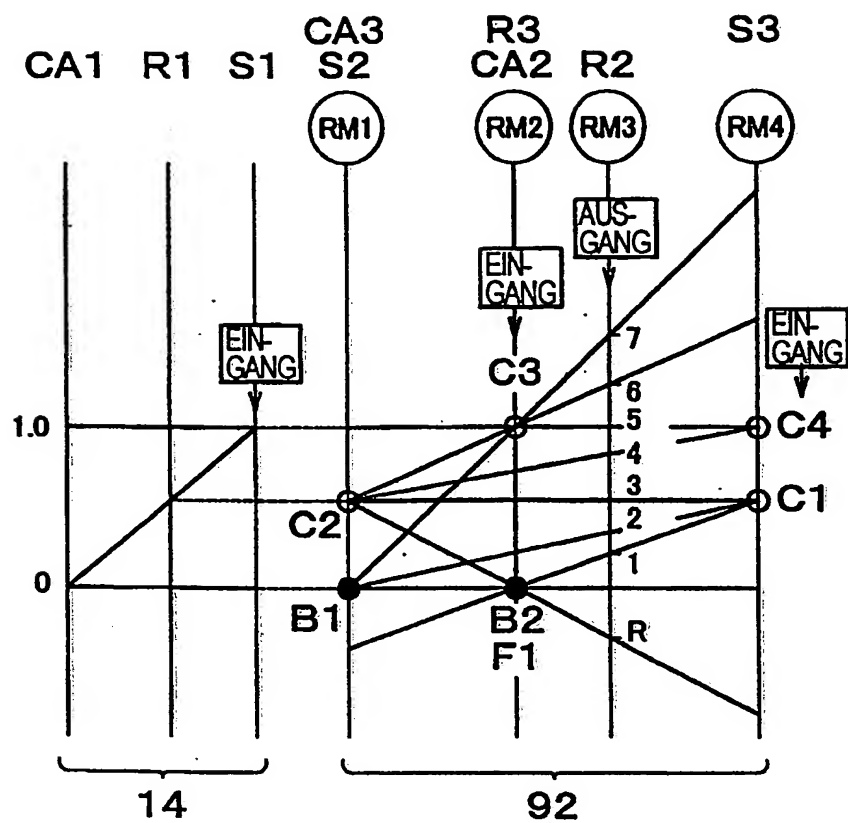 CA3 R3 S3
CA1 R1 S1 S2 CA2 R2
RM1 RM2 RM3 RM4
AUS-
GANG
EIN-
GANG
EIN-
GANG
EIN-
GANG
7
6
C3
1.0 5 C4
4
C2 3 C1
2
0 1
B1 B2 R
F1
14 92